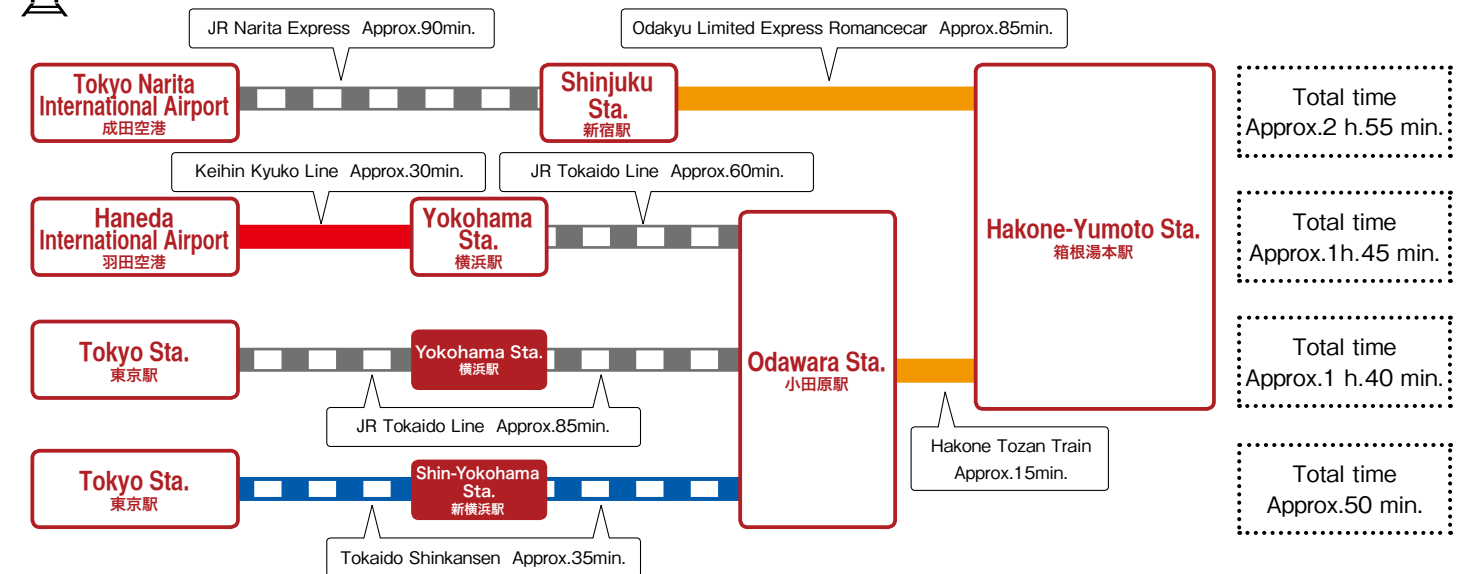 JR Narita Express Approx.90min.
Odakyu Limited Express Romancecar Approx.85min.
Tokyo Narita
International Airport
成田空港
Shinjuku
Sta.
新宿駅
Total time
Approx.2 h.55 min.
Keihin Kyuko Line Approx.30min.
JR Tokaido Line Approx.60min.
Haneda
International Airport
羽田空港
Yokohama
Sta.
横浜駅
Hakone-Yumoto Sta.
箱根湯本駅
Total time
Approx.1h.45 min.
Tokyo Sta.
東京駅
Yokohama Sta.
横浜駅
Odawara Sta.
小田原駅
Total time
Approx.1 h.40 min.
JR Tokaido Line Approx.85min.
Hakone Tozan Train
Approx.15min.
Tokyo Sta.
東京駅
Shin-Yokohama
Sta.
新横浜駅
Total time
Approx.50 min.
Tokaido Shinkansen Approx.35min.